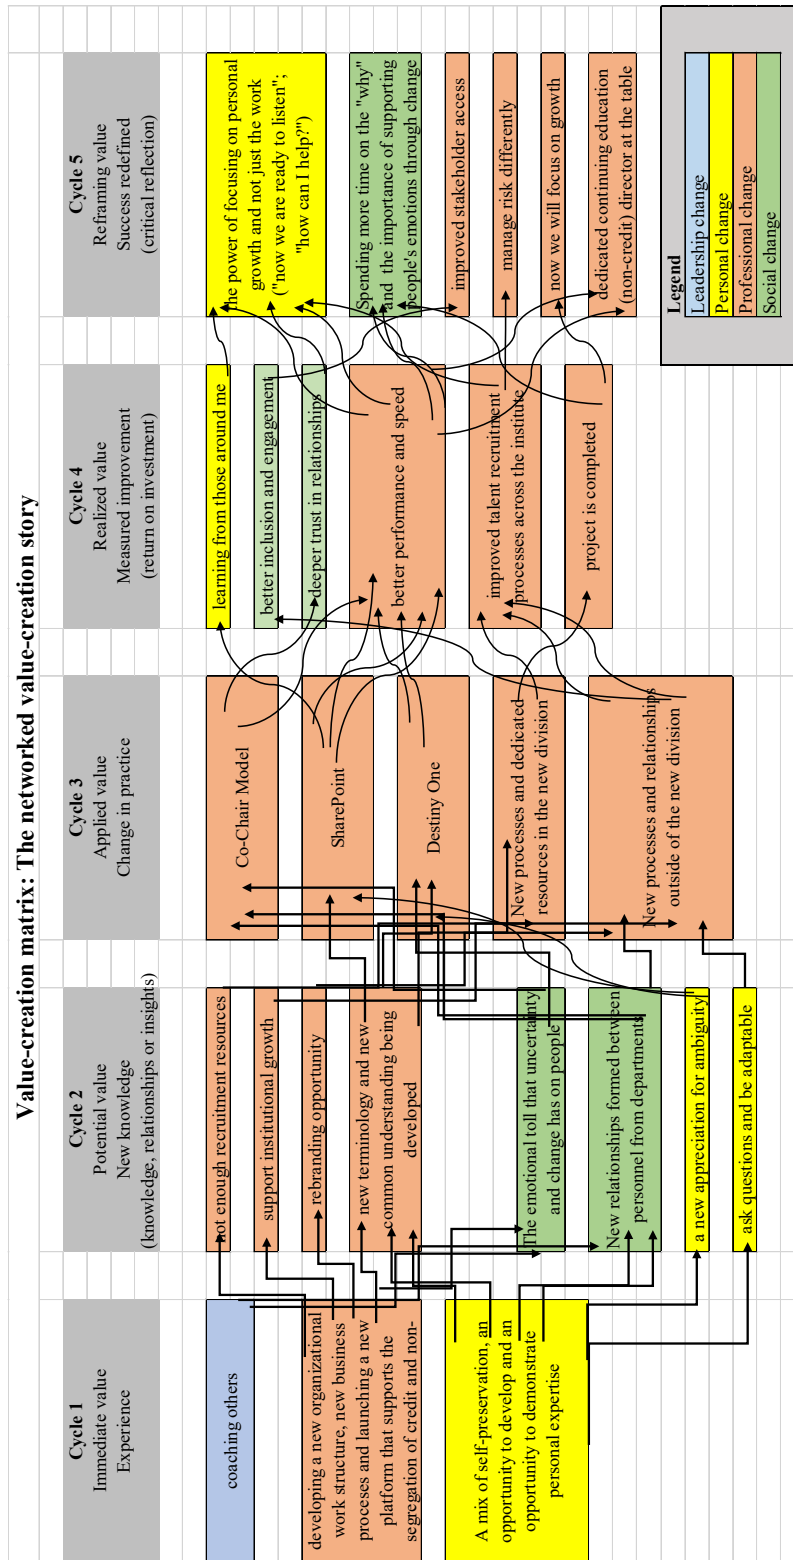 Value-creation matrix: The networked value-creation story
Cycle 1
Immediate value
Experience
coaching others
developing a new organizational
work structure, new business
proceses and launching a new
platform that supports the
segregation of credit and non-
A mix of self-preservation, an
opportunity to develop and an
opportunity to demonstrate
personal expertise
Cycle 2
Potential value
New knowledge
(knowledge, relationships or insights)
not enough recruitment resources
support institutional growth
rebranding opportunity
new terminology and new
common understanding being
developed
The emotional toll that uncertainty
and change has on people
New relationships formed between
personnel from departments
a new appreciation for ambiguity
ask questions and be adaptable
Cycle 3
Applied value
Change in practice
Co-Chair Model
SharePoint
Destiny One
New processes and dedicated
resources in the new division
New processes and relationships
outside of the new division
Cycle 4
Realized value
Measured improvement
(return on investment)
learning from those around me
better inclusion and engagement
deeper trust in relationships
better performance and speed
improved talent recruitment
processes across the institute
project is completed
Cycle 5
Reframing value
Success redefined
(critical reflection)
the power of focusing on personal
growth and not just the work
("now we are ready to listen";
"how can I help?")
Spending more time on the "why"
and the importance of supporting
people's emotions through change
improved stakeholder access
manage risk differently
now we will focus on growth
dedicated continuing education
(non-credit) director at the table
Legend
Leadership change
Personal change
Professional change
Social change